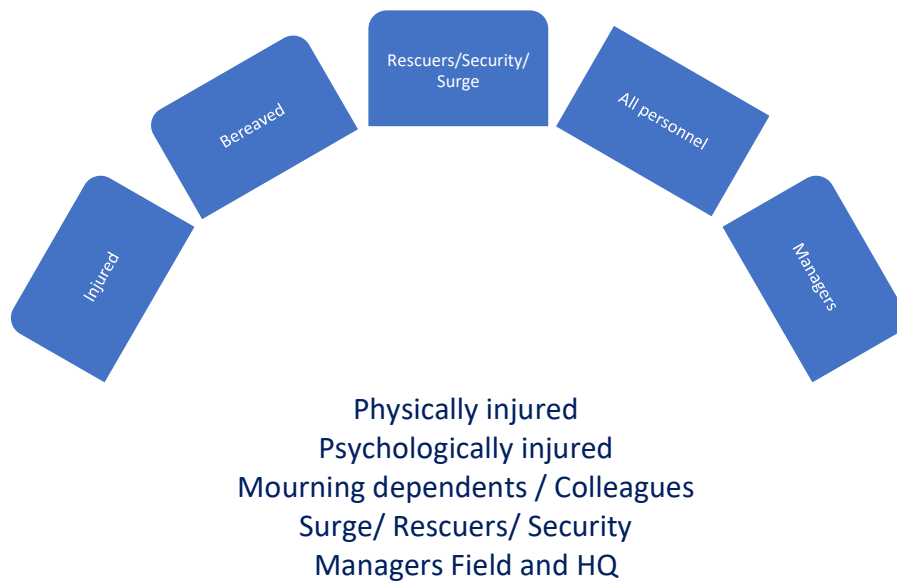 Injured
Bereaved
Rescuers/Security/
Surge
All personnel
Managers
Physically injured
Psychologically injured
Mourning dependents / Colleagues
Surge/ Rescuers/ Security
Managers Field and HQ